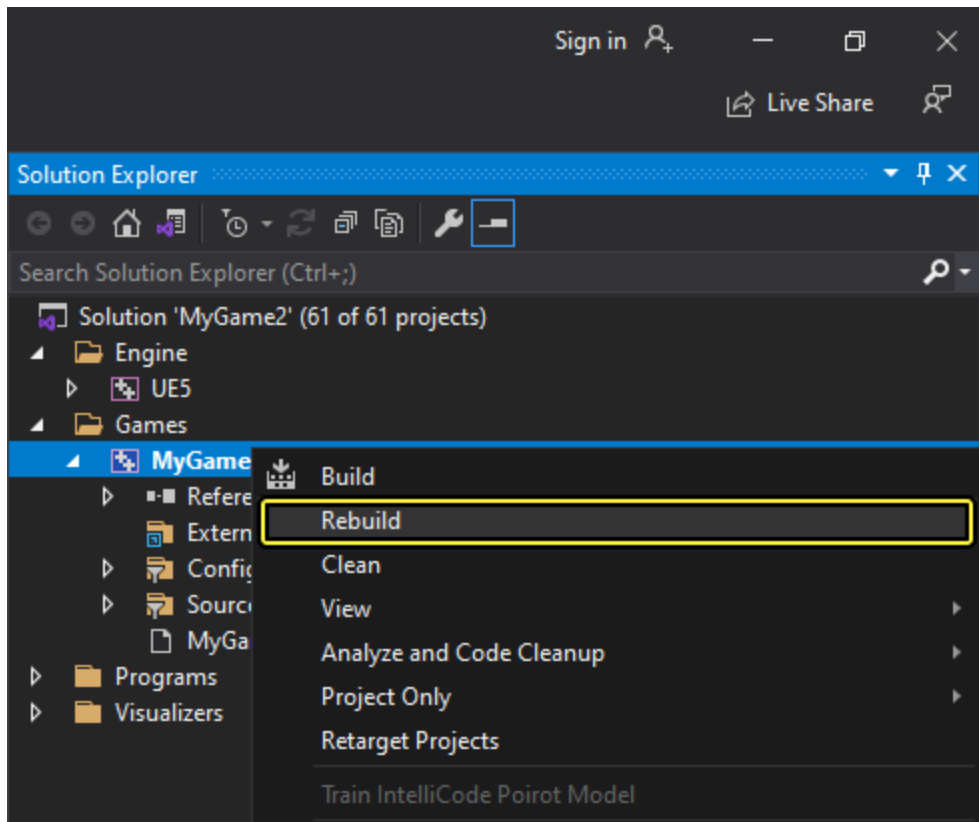 Sign in
Live Share
Solution Explorer
Search Solution Explorer (Ctrl+;)
Solution 'MyGame2' (61 of 61 projects)
Engine
UE5
Games
MyGame
Refere
Extern
Config
Source
MyGa
Programs
Visualizers
Build
Rebuild
Clean
View
Analyze and Code Cleanup
Project Only
Retarget Projects
Train IntelliCode Poirot Model